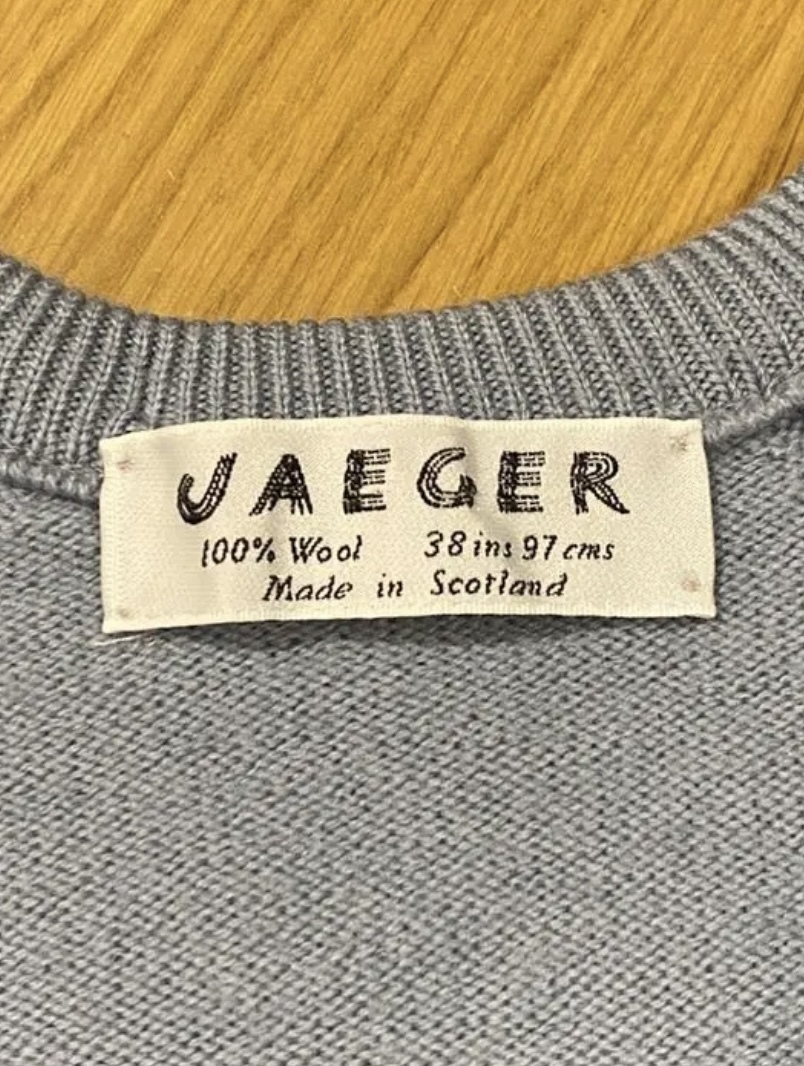 JAEGER
100% Wool 38 ins 97 cms
Made in Scotland